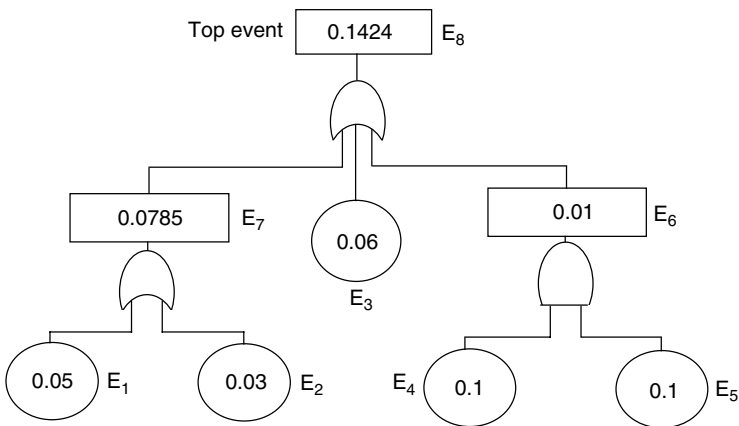 Top event 0.1424 E₈
0.0785 E₇
0.06
E₃
0.01 E₆
0.05 E₁
0.03 E₂
E₄ 0.1
0.1 E₅